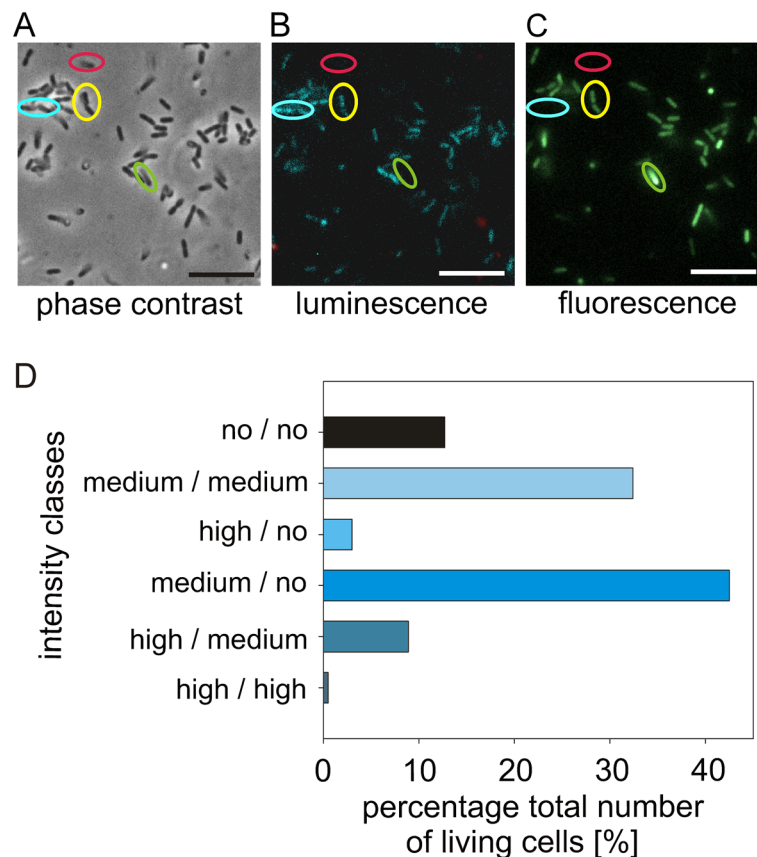 A
B
C
phase contrast
luminescence
fluorescence
D
intensity classes
no / no
medium / medium
high / no
medium / no
high / medium
high / high
0
10
20
30
40
percentage total number
of living cells [%]